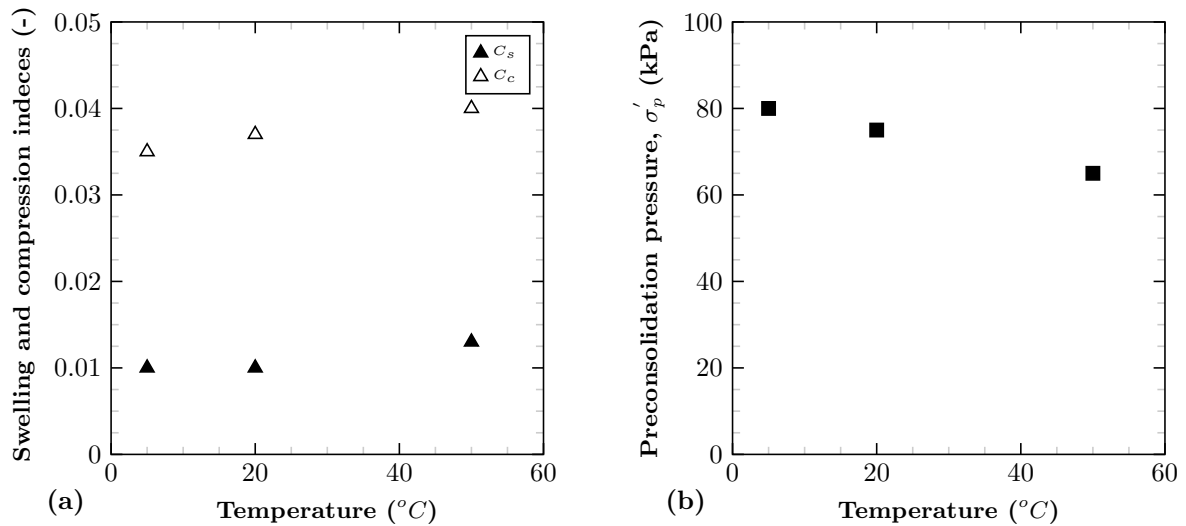 Swelling and compression indeces (-)
0.05
0.04
0.03
0.02
0.01
0
0 20 40 60
C_s
C_c
Temperature (°C)
(a)
Preconsolidation pressure, σ'_p (kPa)
100
80
60
40
20
0
0 20 40 60
Temperature (°C)
(b)